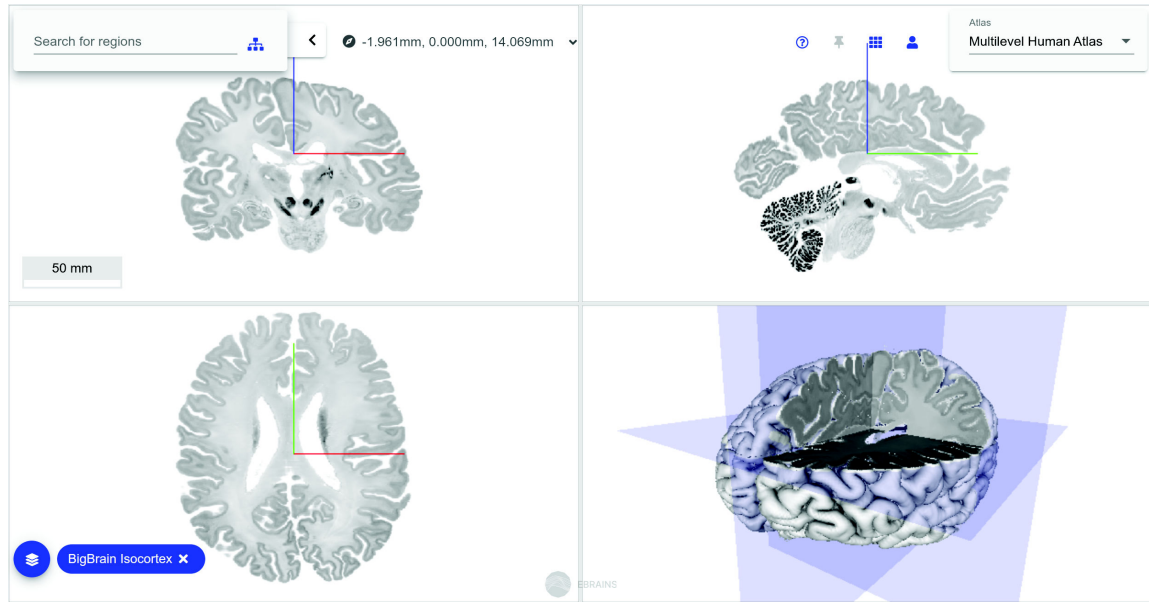 Search for regions
-1.961mm, 0.000mm, 14.069mm
Atlas
Multilevel Human Atlas
50 mm
BigBrain Isocortex
EBRAINS